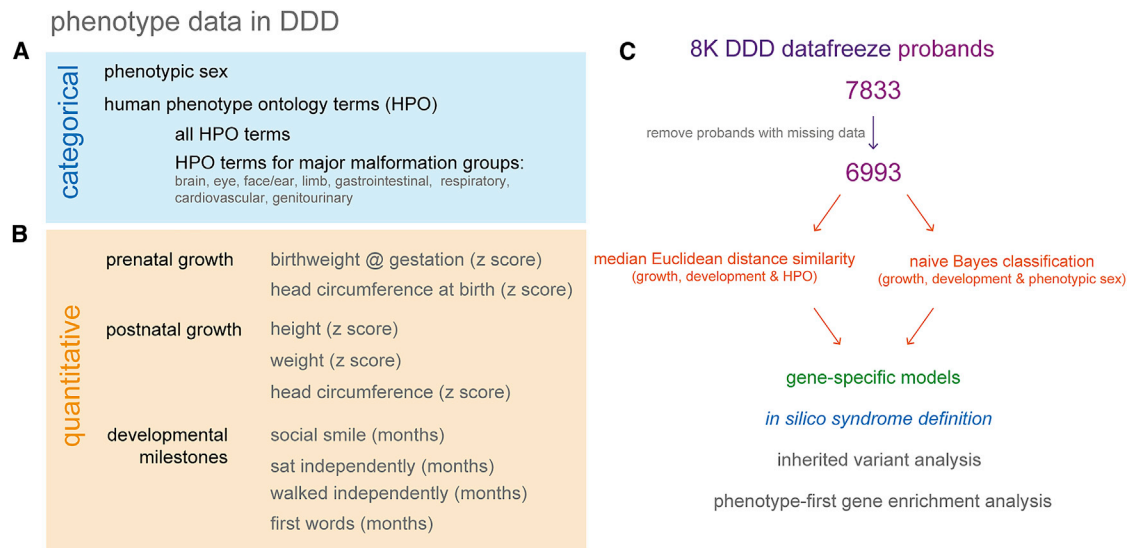 phenotype data in DDD
A
categorical
phenotypic sex
human phenotype ontology terms (HPO)
all HPO terms
HPO terms for major malformation groups:
brain, eye, face/ear, limb, gastrointestinal, respiratory,
cardiovascular, genitourinary
B
quantitative
prenatal growth
birthweight @ gestation (z score)
head circumference at birth (z score)
postnatal growth
height (z score)
weight (z score)
head circumference (z score)
developmental
milestones
social smile (months)
sat independently (months)
walked independently (months)
first words (months)
C
8K DDD datafreeze probands
7833
remove probands with missing data
6993
median Euclidean distance similarity
(growth, development & HPO)
naive Bayes classification
(growth, development & phenotypic sex)
gene-specific models
in silico syndrome definition
inherited variant analysis
phenotype-first gene enrichment analysis